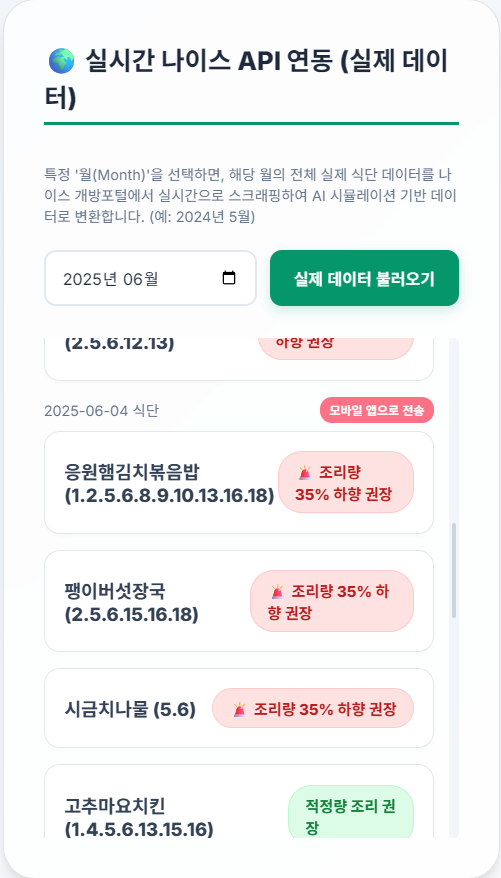 🌍 실시간 나이스 API 연동 (실제 데이
터)
특정 '월(Month)'을 선택하면, 해당 월의 전체 실제 식단 데이터를 나
이스 개방포털에서 실시간으로 스크래핑하여 AI 시뮬레이션 기반 데이
터로 변환합니다. (예: 2024년 5월)
2025년 06월
실제 데이터 불러오기
(2.5.6.12.13)
하향 권장
2025-06-04 식단
모바일 앱으로 전송
응원햄김치볶음밥
(1.2.5.6.8.9.10.13.16.18)
🚨 조리량
35% 하향 권장
팽이버섯장국
(2.5.6.15.16.18)
🚨 조리량 35% 하
향 권장
시금치나물 (5.6)
🚨 조리량 35% 하향 권장
고추마요치킨
(1.4.5.6.13.15.16)
적정량 조리 권
장